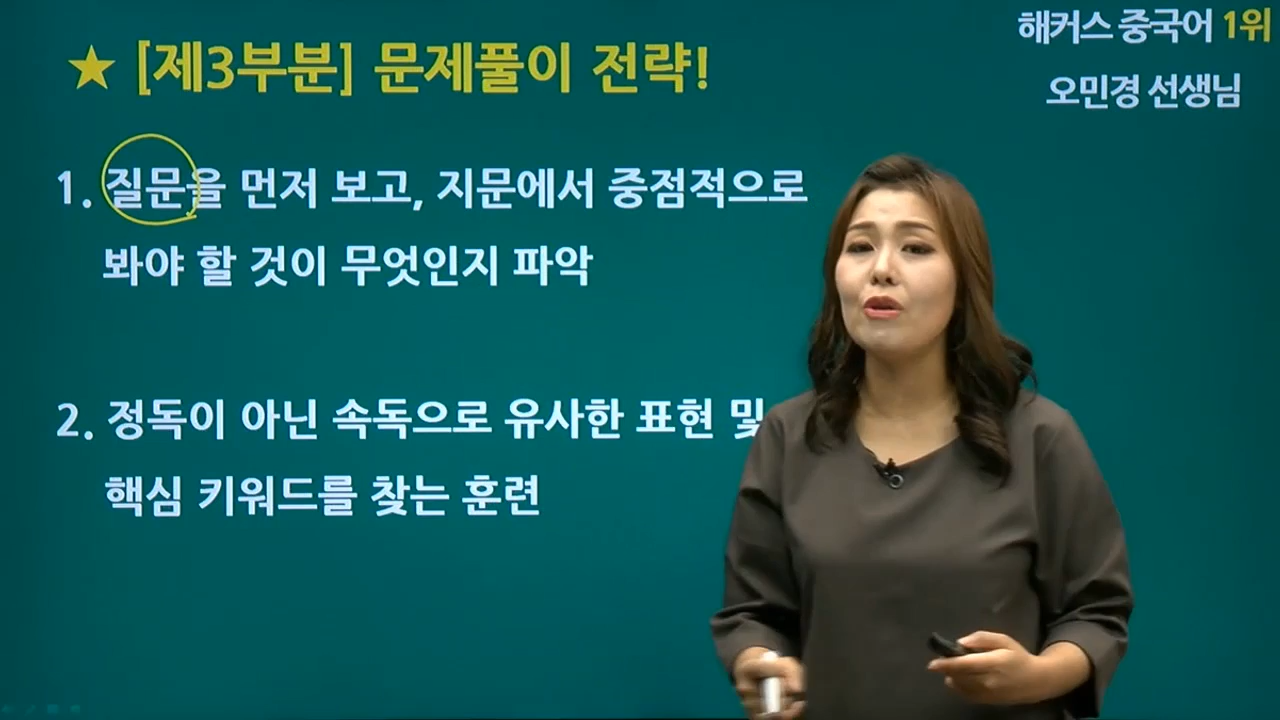 ★ [제3부분] 문제풀이 전략!
해커스 중국어 1위
오민경 선생님
1. 질문을 먼저 보고, 지문에서 중점적으로
봐야 할 것이 무엇인지 파악
2. 정독이 아닌 속독으로 유사한 표현 및
핵심 키워드를 찾는 훈련